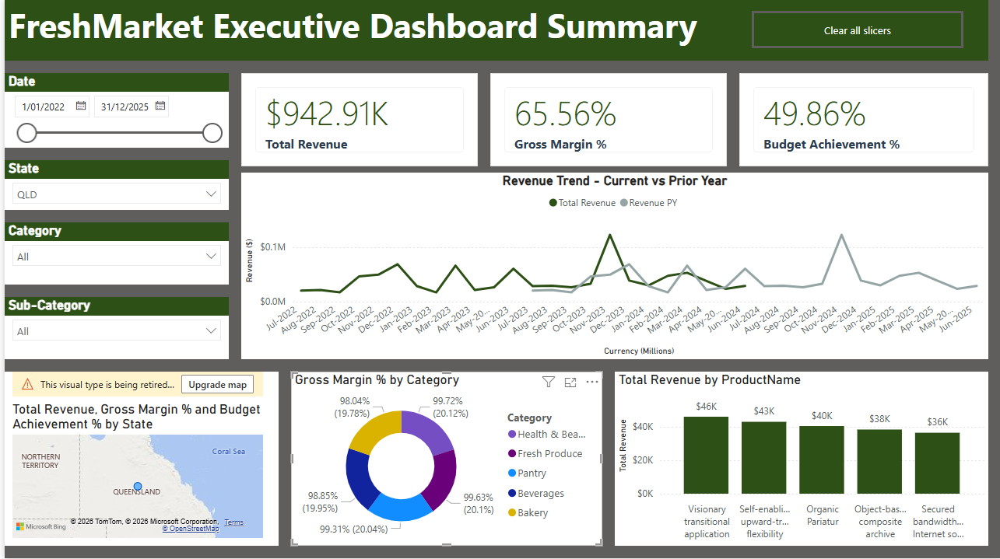 FreshMarket Executive Dashboard Summary
Clear all slicers
Date
1/01/2022
31/12/2025
State
QLD
Category
All
Sub-Category
All
$942.91K
Total Revenue
65.56%
Gross Margin %
49.86%
Budget Achievement %
Revenue Trend - Current vs Prior Year
Total Revenue
Revenue PY
Revenue ($)
$0.1M
$0.0M
Jul-2022
Aug-2022
Sep-2022
Oct-2022
Nov-2022
Dec-2022
Jan-2023
Feb-2023
Mar-2023
Apr-2023
May-20...
Jun-2023
Jul-2023
Aug-2023
Sep-2023
Oct-2023
Nov-2023
Dec-2023
Jan-2024
Feb-2024
Mar-2024
Apr-2024
May-20...
Jun-2024
Jul-2024
Aug-2024
Sep-2024
Oct-2024
Nov-2024
Dec-2024
Jan-2025
Feb-2025
Mar-2025
Apr-2025
May-20...
Jun-2025
Currency (Millions)
This visual type is being retired...
Upgrade map
Total Revenue, Gross Margin % and Budget
Achievement % by State
NORTHERN
TERRITORY
Coral Sea
QUEENSLAND
© 2026 TomTom, © 2026 Microsoft Corporation,
Terms
© OpenStreetMap
Microsoft Bing
Gross Margin % by Category
98.04%
(19.78%)
99.72%
(20.12%)
98.85%
(19.95%)
99.63%
(20.1%)
99.31% (20.04%)
Category
Health & Bea...
Fresh Produce
Pantry
Beverages
Bakery
Total Revenue by ProductName
Total Revenue
$40K
$20K
$0K
$46K
$43K
$40K
$38K
$36K
Visionary
transitional
application
Self-enabli...
upward-tr...
flexibility
Organic
Pariatur
Object-bas...
composite
archive
Secured
bandwidth...
Internet so...